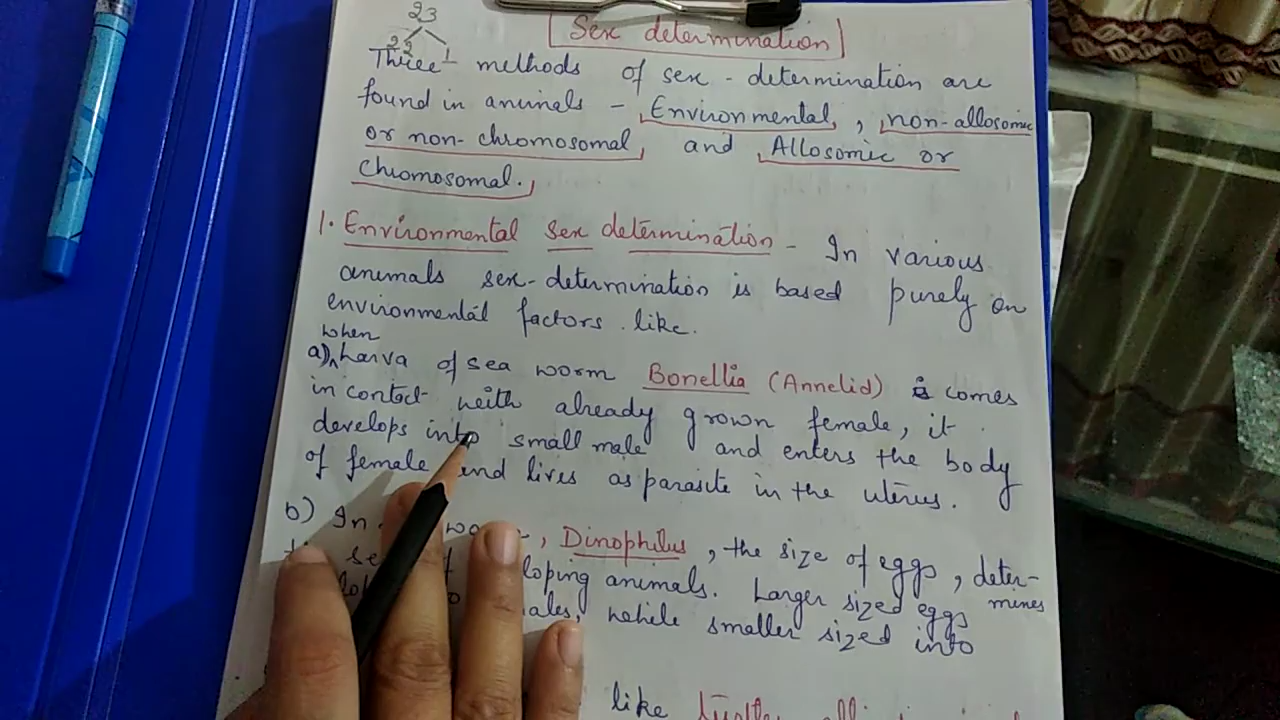 23
22 1
Sex determination
Three methods of sex-determination are
found in animals - Environmental, non-allosomic
or non-chromosomal, and Allosomic or
Chromosomal.
1. Environmental sex determination - In various
animals sex-determination is based purely on
environmental factors like.
when
a) Larva of sea worm Bonellia (Annelid) comes
in contact with already grown female, it
develops into small male and enters the body
of female and lives as parasite in the uterus.
b) In , Dinophilus, the size of eggs, deter-
mines
loping animals. Larger sized eggs
while smaller sized into
like turtle